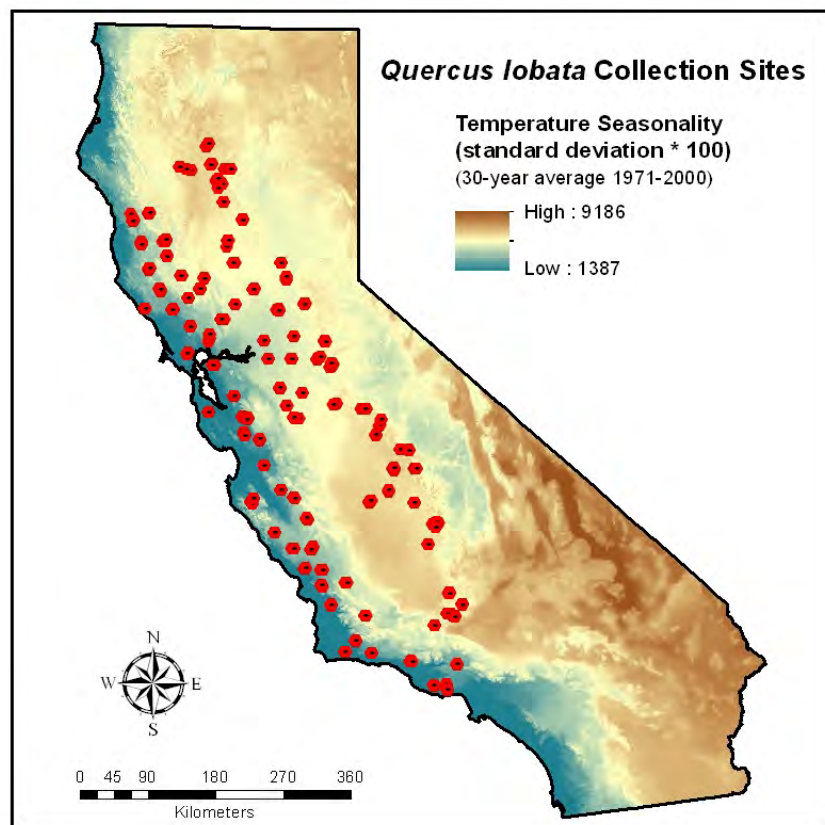 Quercus lobata Collection Sites
Temperature Seasonality
(standard deviation * 100)
(30-year average 1971-2000)
High : 9186
Low : 1387
N
W E
S
0 45 90 180 270 360
Kilometers